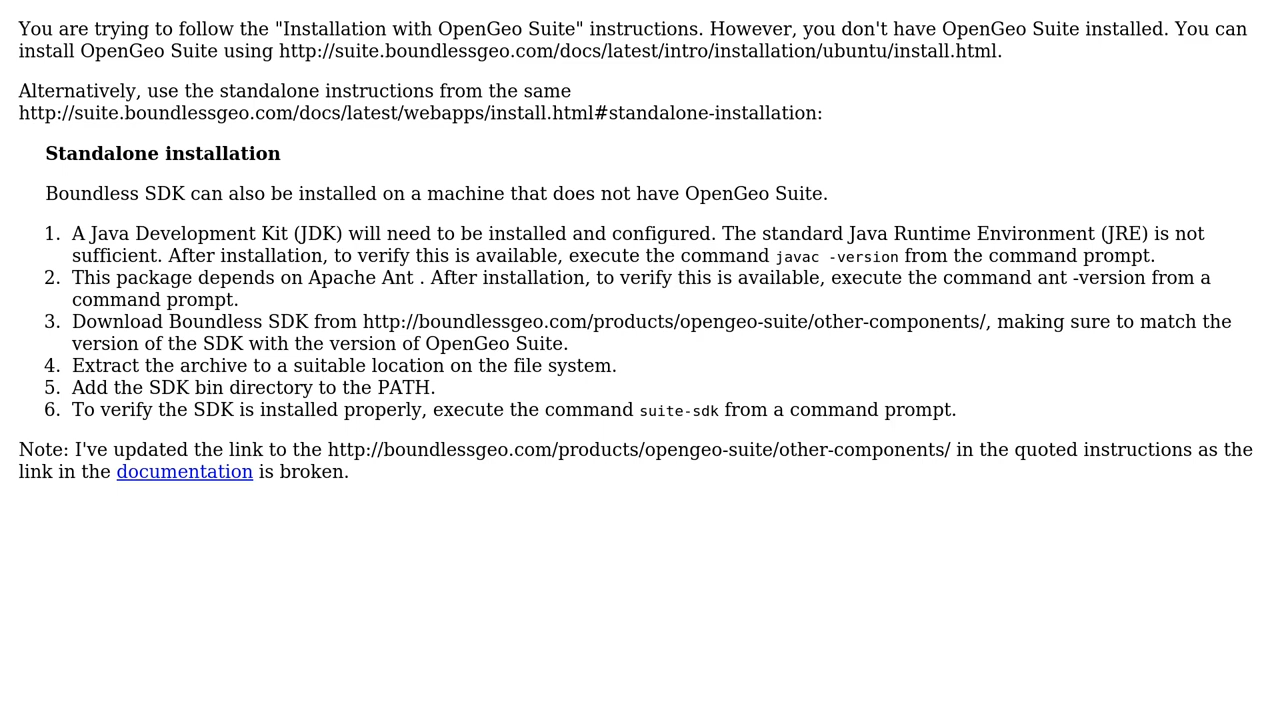 You are trying to follow the "Installation with OpenGeo Suite" instructions. However, you don't have OpenGeo Suite installed. You can
install OpenGeo Suite using http://suite.boundlessgeo.com/docs/latest/intro/installation/ubuntu/install.html.
Alternatively, use the standalone instructions from the same
http://suite.boundlessgeo.com/docs/latest/webapps/install.html#standalone-installation:
Standalone installation
Boundless SDK can also be installed on a machine that does not have OpenGeo Suite.
1. A Java Development Kit (JDK) will need to be installed and configured. The standard Java Runtime Environment (JRE) is not
sufficient. After installation, to verify this is available, execute the command javac -version from the command prompt.
2. This package depends on Apache Ant . After installation, to verify this is available, execute the command ant -version from a
command prompt.
3. Download Boundless SDK from http://boundlessgeo.com/products/opengeo-suite/other-components/, making sure to match the
version of the SDK with the version of OpenGeo Suite.
4. Extract the archive to a suitable location on the file system.
5. Add the SDK bin directory to the PATH.
6. To verify the SDK is installed properly, execute the command suite-sdk from a command prompt.
Note: I've updated the link to the http://boundlessgeo.com/products/opengeo-suite/other-components/ in the quoted instructions as the
link in the documentation is broken.